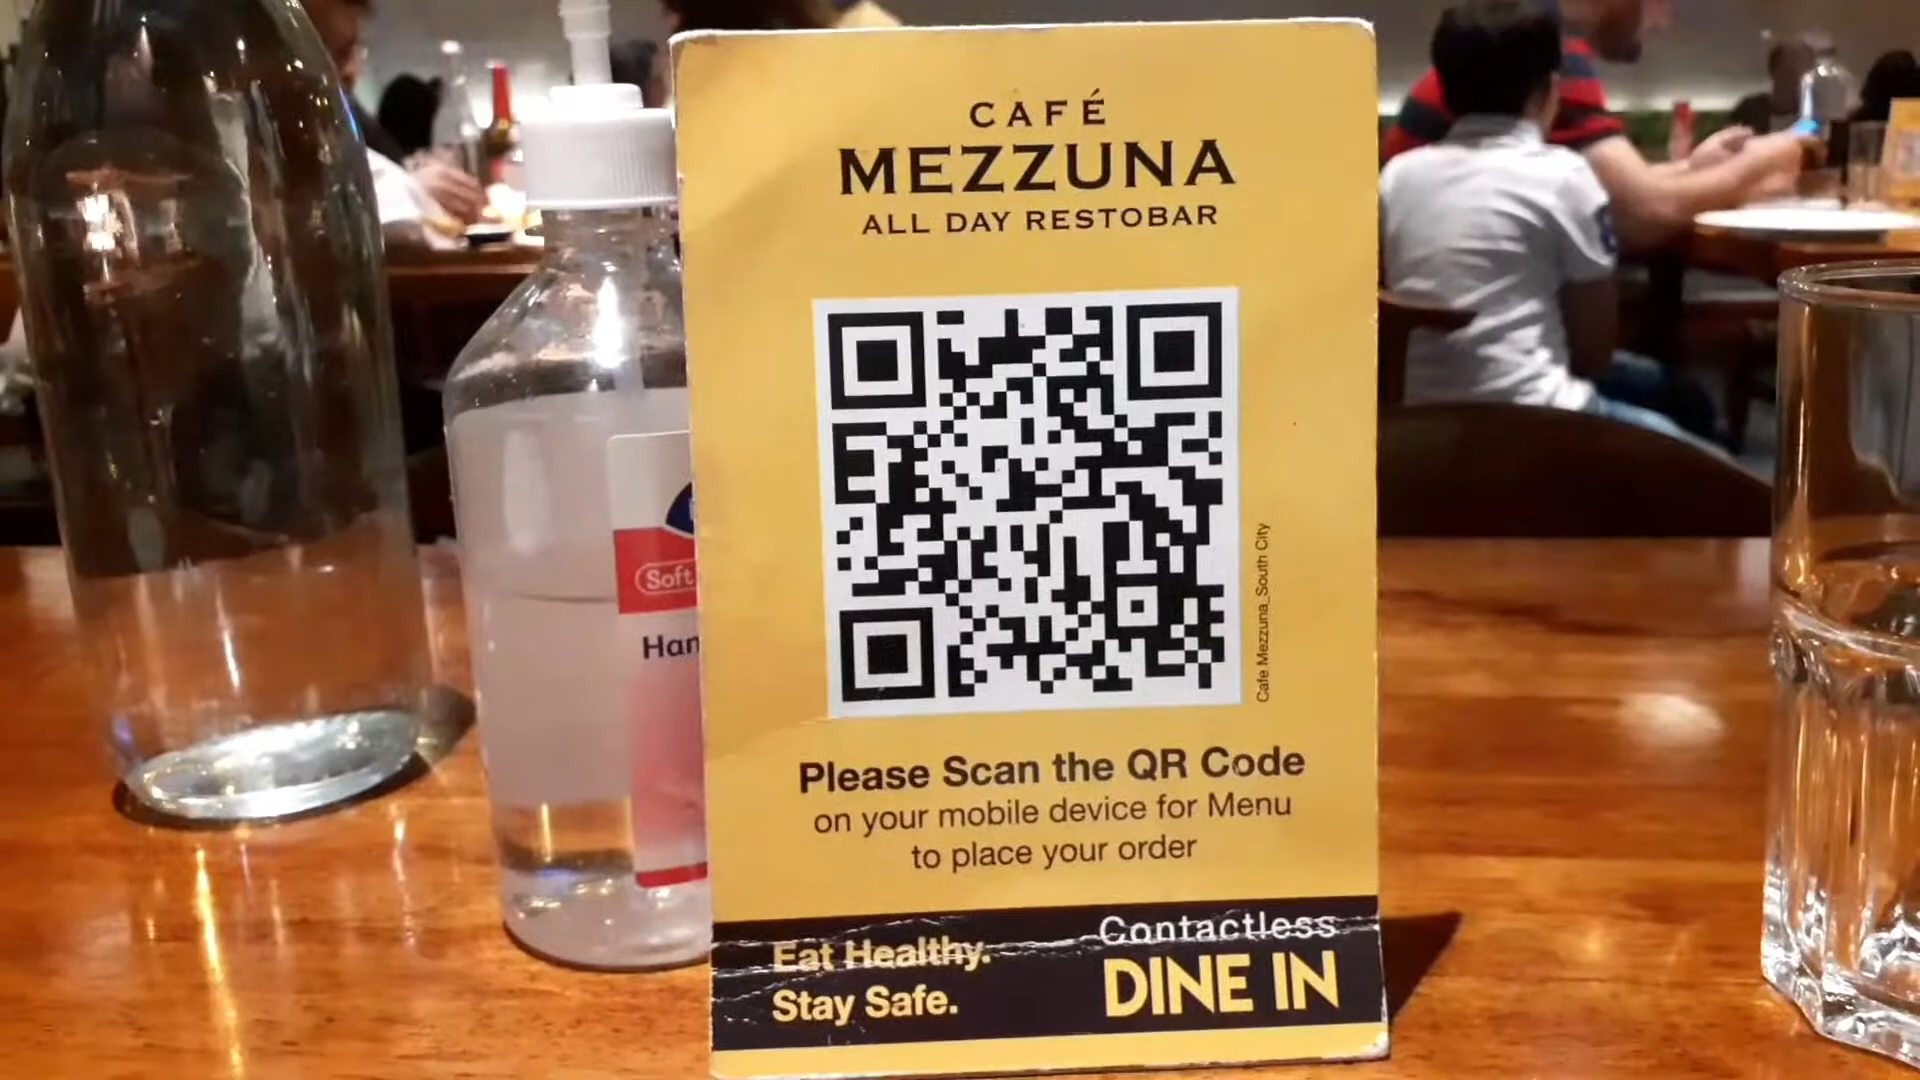 CAFÉ
MEZZUNA
ALL DAY RESTOBAR
Cafe Mezzuna_South City
Please Scan the QR Code
on your mobile device for Menu
to place your order
Eat Healthy.
Stay Safe.
Contactless
DINE IN
Soft